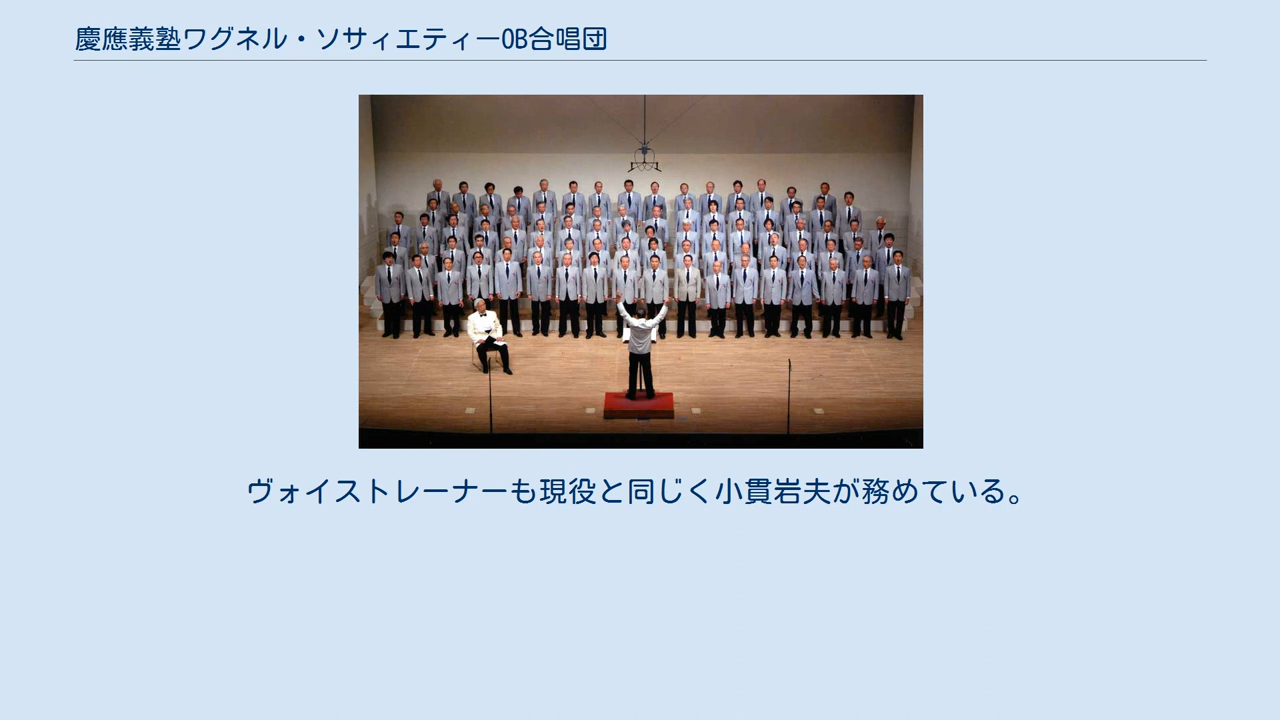 慶應義塾ワグネル・ソサィエティーOB合唱団
ヴォイストレーナーも現役と同じく小貫岩夫が務めている。